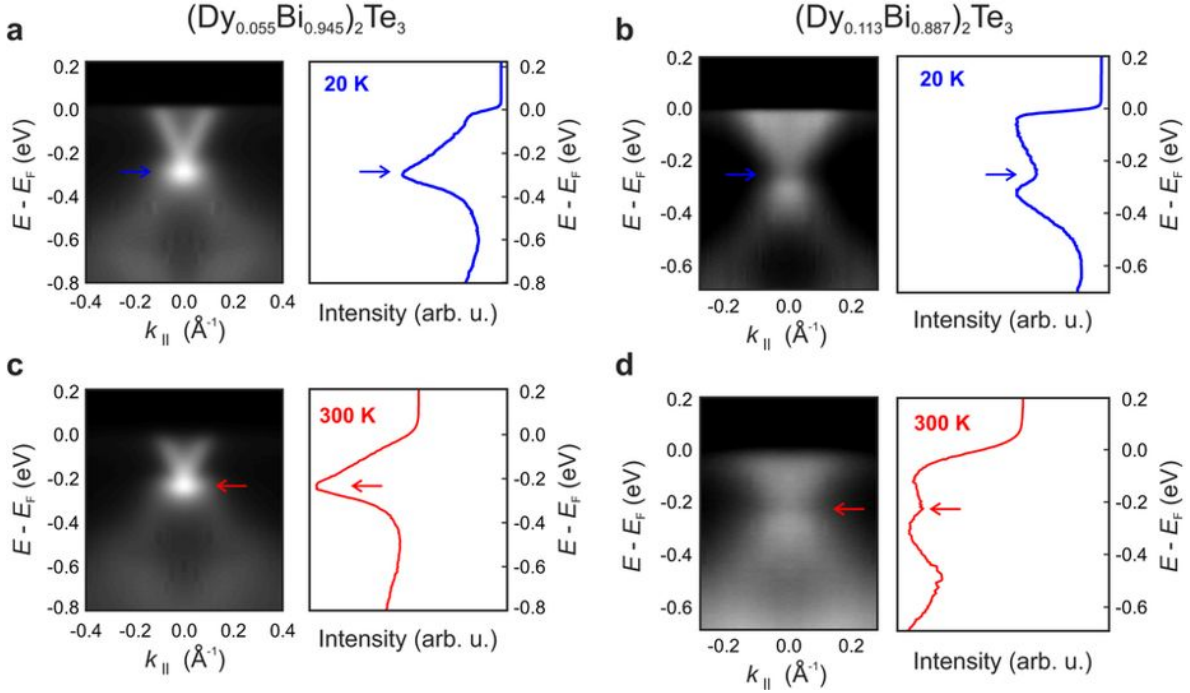 (Dy0.055Bi0.945)2Te3
(Dy0.113Bi0.887)2Te3
a
0.2
0.0
-0.2
-0.4
-0.6
-0.8
E - EF (eV)
-0.4 -0.2 0.0 0.2 0.4
k|| (Å-1)
20 K
0.2
0.0
-0.2
-0.4
-0.6
-0.8
E - EF (eV)
Intensity (arb. u.)
b
0.2
0.0
-0.2
-0.4
-0.6
E - EF (eV)
-0.2 0.0 0.2
k|| (Å-1)
20 K
0.2
0.0
-0.2
-0.4
-0.6
E - EF (eV)
Intensity (arb. u.)
c
0.2
0.0
-0.2
-0.4
-0.6
-0.8
E - EF (eV)
-0.4 -0.2 0.0 0.2 0.4
k|| (Å-1)
300 K
0.2
0.0
-0.2
-0.4
-0.6
-0.8
E - EF (eV)
Intensity (arb. u.)
d
0.2
0.0
-0.2
-0.4
-0.6
E - EF (eV)
-0.2 0.0 0.2
k|| (Å-1)
300 K
0.2
0.0
-0.2
-0.4
-0.6
E - EF (eV)
Intensity (arb. u.)